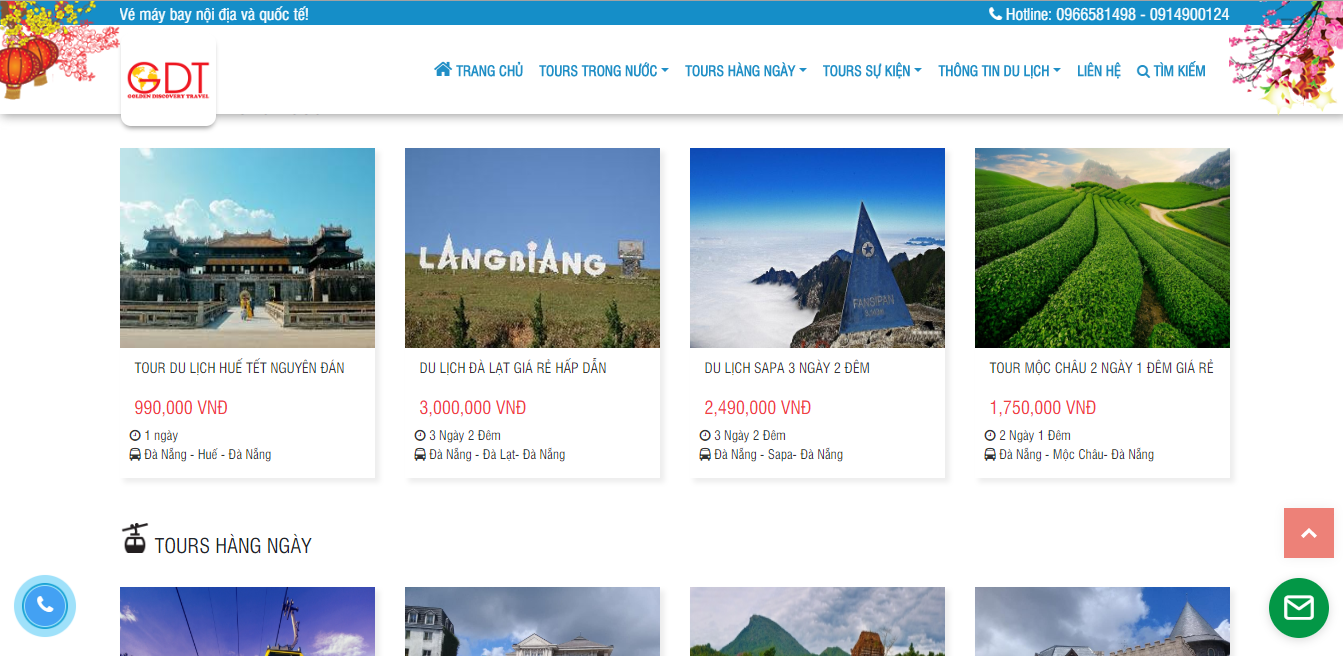 Vé máy bay nội địa và quốc tế!
Hotline: 0966581498 - 0914900124
GDT
GOLDEN DISCOVERY TRAVEL
TRANG CHỦ TOURS TRONG NƯỚC TOURS HÀNG NGÀY TOURS SỰ KIỆN THÔNG TIN DU LỊCH LIÊN HỆ TÌM KIẾM
LANGBIANG
FANSIPAN
TOUR DU LỊCH HUẾ TẾT NGUYÊN ĐÁN
990,000 VNĐ
1 ngày
Đà Nẵng - Huế - Đà Nẵng
DU LỊCH ĐÀ LẠT GIÁ RẺ HẤP DẪN
3,000,000 VNĐ
3 Ngày 2 Đêm
Đà Nẵng - Đà Lạt- Đà Nẵng
DU LỊCH SAPA 3 NGÀY 2 ĐÊM
2,490,000 VNĐ
3 Ngày 2 Đêm
Đà Nẵng - Sapa- Đà Nẵng
TOUR MỘC CHÂU 2 NGÀY 1 ĐÊM GIÁ RẺ
1,750,000 VNĐ
2 Ngày 1 Đêm
Đà Nẵng - Mộc Châu- Đà Nẵng
TOURS HÀNG NGÀY